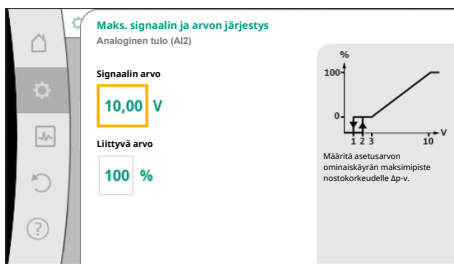 Maks. signaalin ja arvon järjestys
Analoginen tulo (AI2)
Signaalin arvo
10,00 V
Liittyvä arvo
100 %
%
100
0
1 2 3 10 V
Määritä asetusarvon
ominaiskäyrän maksimipiste
nostokorkeudelle Δp-v.
?